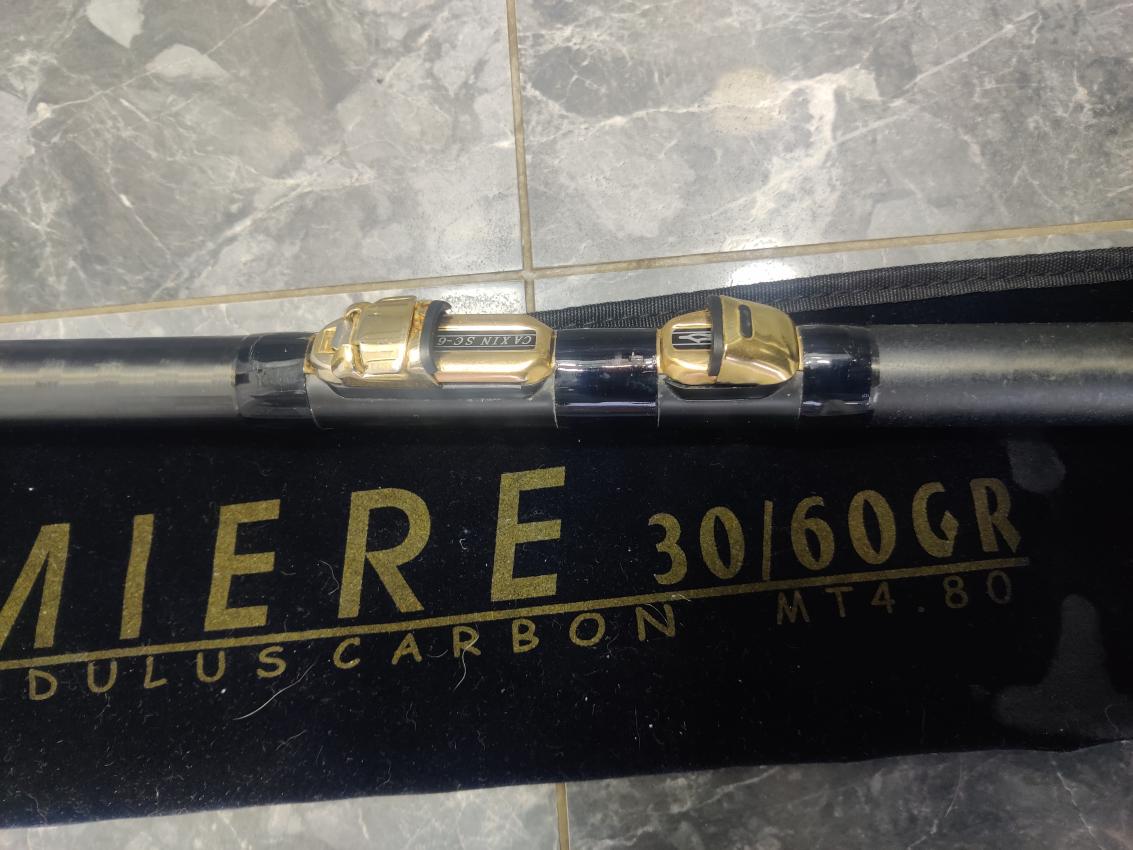 CAXIN SC-6
MIERE 30/60GR
DULUS CARBON MT4.80